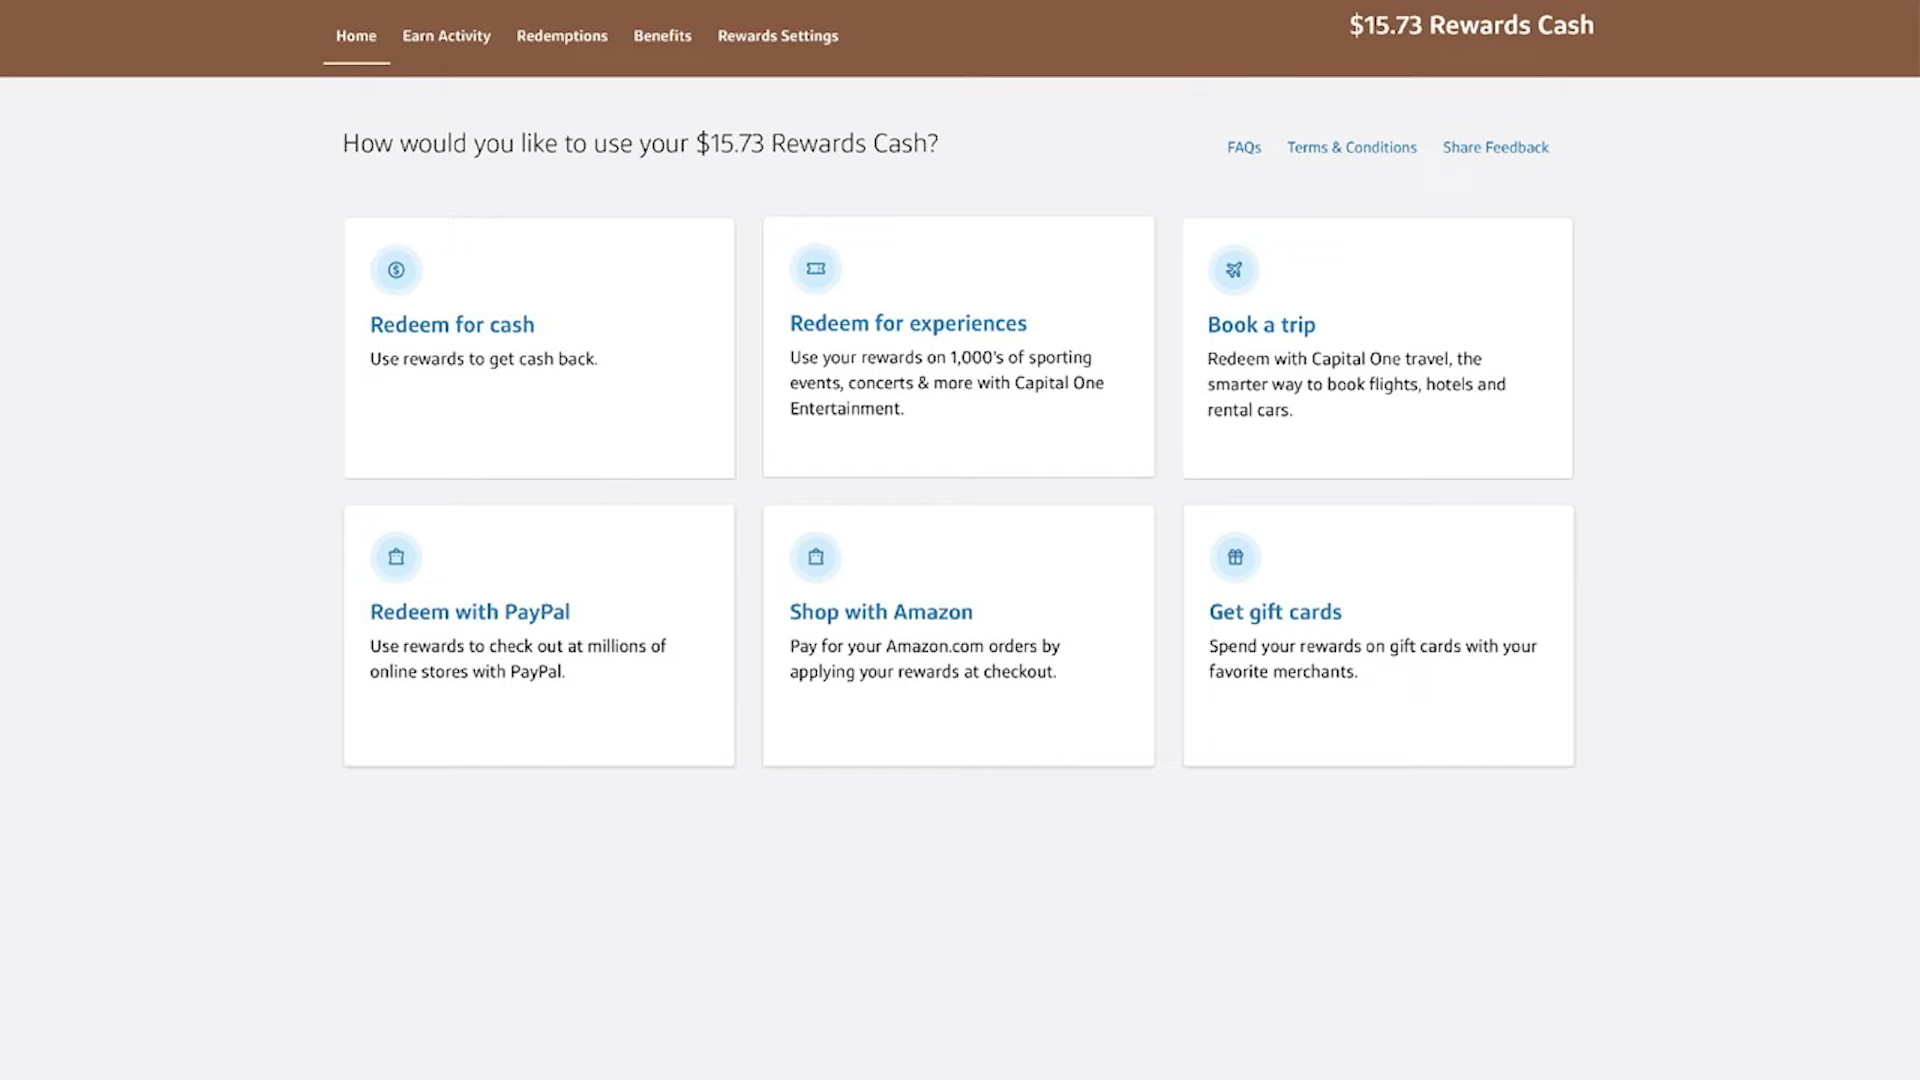 Home Earn Activity Redemptions Benefits Rewards Settings
$15.73 Rewards Cash
How would you like to use your $15.73 Rewards Cash?
FAQs Terms & Conditions Share Feedback
Redeem for cash
Use rewards to get cash back.
Redeem for experiences
Use your rewards on 1,000's of sporting
events, concerts & more with Capital One
Entertainment.
Book a trip
Redeem with Capital One travel, the
smarter way to book flights, hotels and
rental cars.
Redeem with PayPal
Use rewards to check out at millions of
online stores with PayPal.
Shop with Amazon
Pay for your Amazon.com orders by
applying your rewards at checkout.
Get gift cards
Spend your rewards on gift cards with your
favorite merchants.